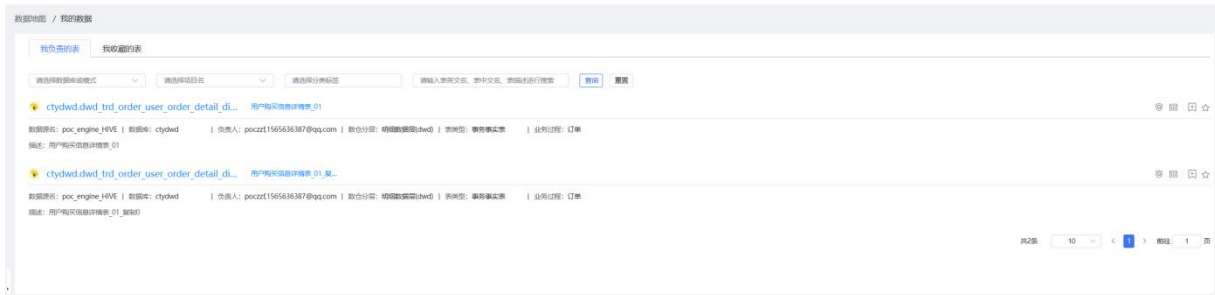 数据地图 / 我的数据
我负责的表 我收藏的表
请选择数据库或模式 请选择项目名 请选择分类标签 请输入表英文名、表中文名、表描述进行搜索 查询 重置
ctydwd.dwd_trd_order_user_order_detail_di... 用户购买信息详情表_01
数据源名: poc_engine_HIVE | 数据库: ctydwd | 负责人: poczzf,1565636387@qq.com | 数仓分层: 明细数据层(dwd) | 表类型: 事务事实表 | 业务过程: 订单
描述: 用户购买信息详情表_01
ctydwd.dwd_trd_order_user_order_detail_di... 用户购买信息详情表_01_复...
数据源名: poc_engine_HIVE | 数据库: ctydwd | 负责人: poczzf,1565636387@qq.com | 数仓分层: 明细数据层(dwd) | 表类型: 事务事实表 | 业务过程: 订单
描述: 用户购买信息详情表_01_复制0
共2条 10 < 1 > 前往 1 页